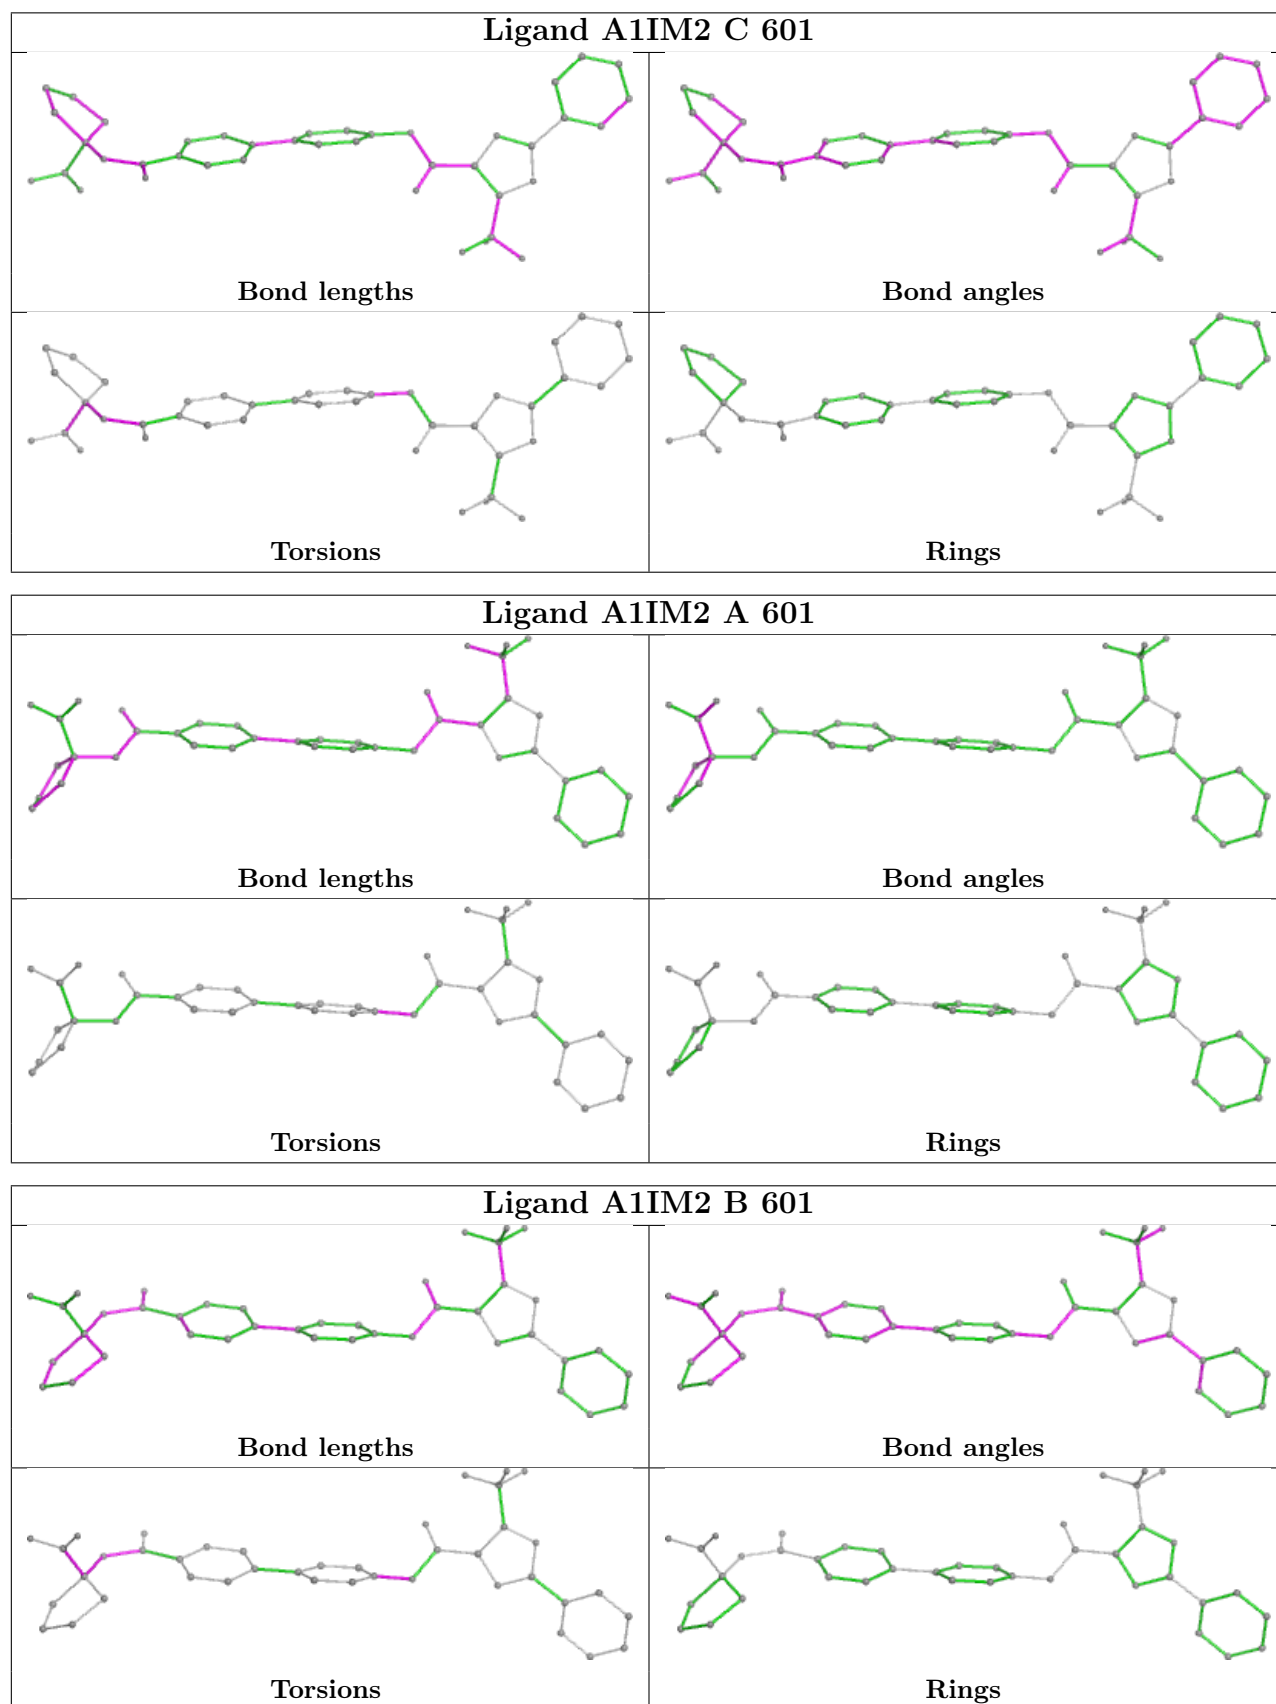 Ligand A1IM2 C 601
Bond lengths
Bond angles
Torsions
Rings
Ligand A1IM2 A 601
Bond lengths
Bond angles
Torsions
Rings
Ligand A1IM2 B 601
Bond lengths
Bond angles
Torsions
Rings